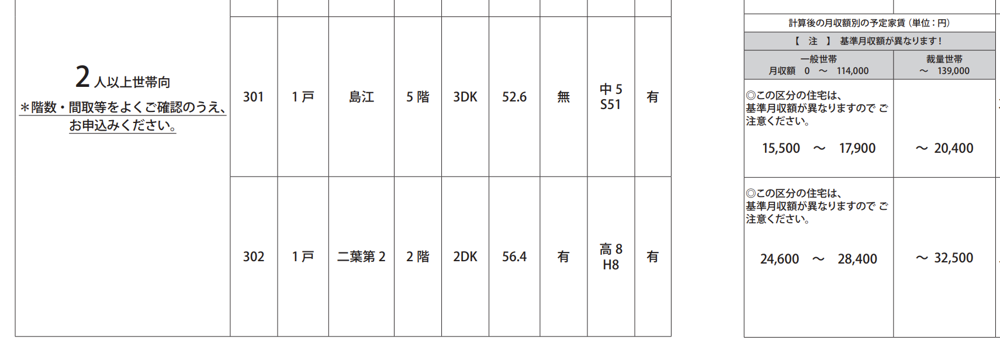 2 人以上世帯向
＊階数・間取等をよくご確認のうえ、
お申込みください。
301 1 戸 島江 5 階 3DK 52.6 無 中 5 S51 有
302 1 戸 二葉第 2 2 階 2DK 56.4 有 高 8 H8 有
計算後の月収額別の予定家賃（単位：円）
【 注 】 基準月収額が異なります！
一般世帯
月収額 0 ～ 114,000
裁量世帯
～ 139,000
◎この区分の住宅は、
基準月収額が異なりますので ご
注意ください。
15,500 ～ 17,900
～ 20,400
◎この区分の住宅は、
基準月収額が異なりますので ご
注意ください。
24,600 ～ 28,400
～ 32,500